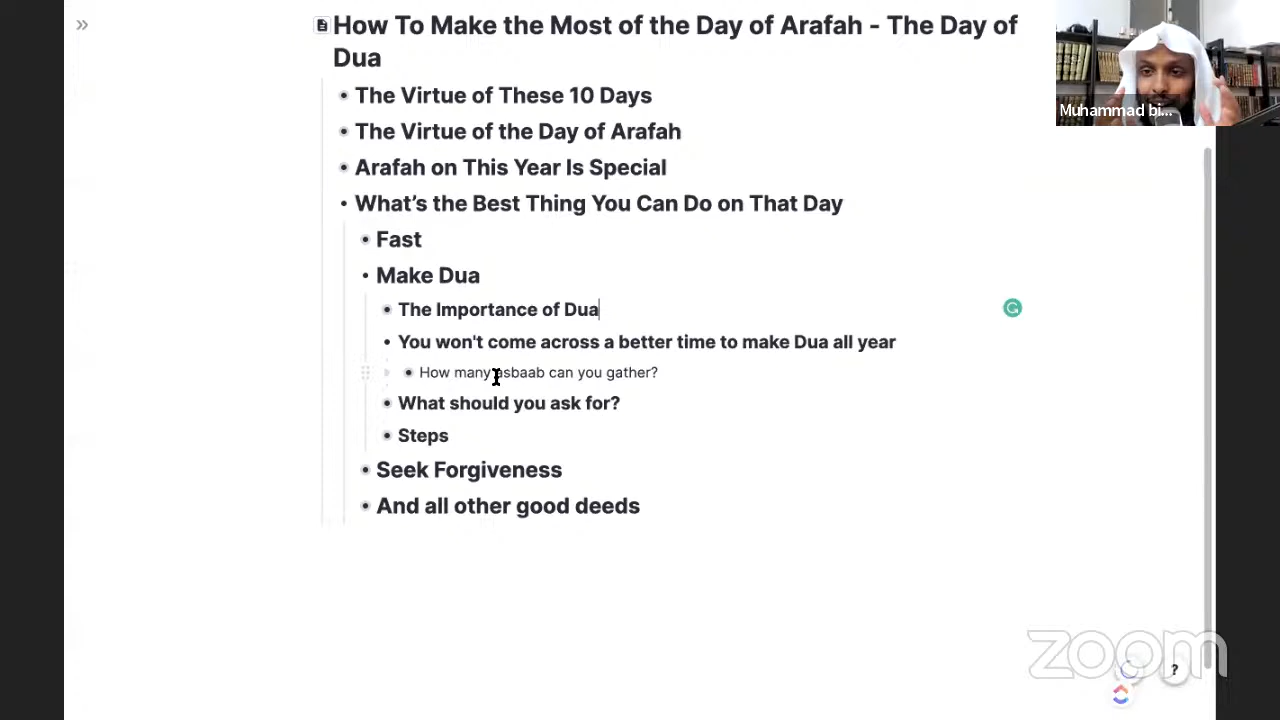 How To Make the Most of the Day of Arafah - The Day of
Dua
The Virtue of These 10 Days
The Virtue of the Day of Arafah
Arafah on This Year Is Special
What's the Best Thing You Can Do on That Day
Fast
Make Dua
The Importance of Dua
You won't come across a better time to make Dua all year
How many asbaab can you gather?
What should you ask for?
Steps
Seek Forgiveness
And all other good deeds
Muhammad bi...
zoom
?